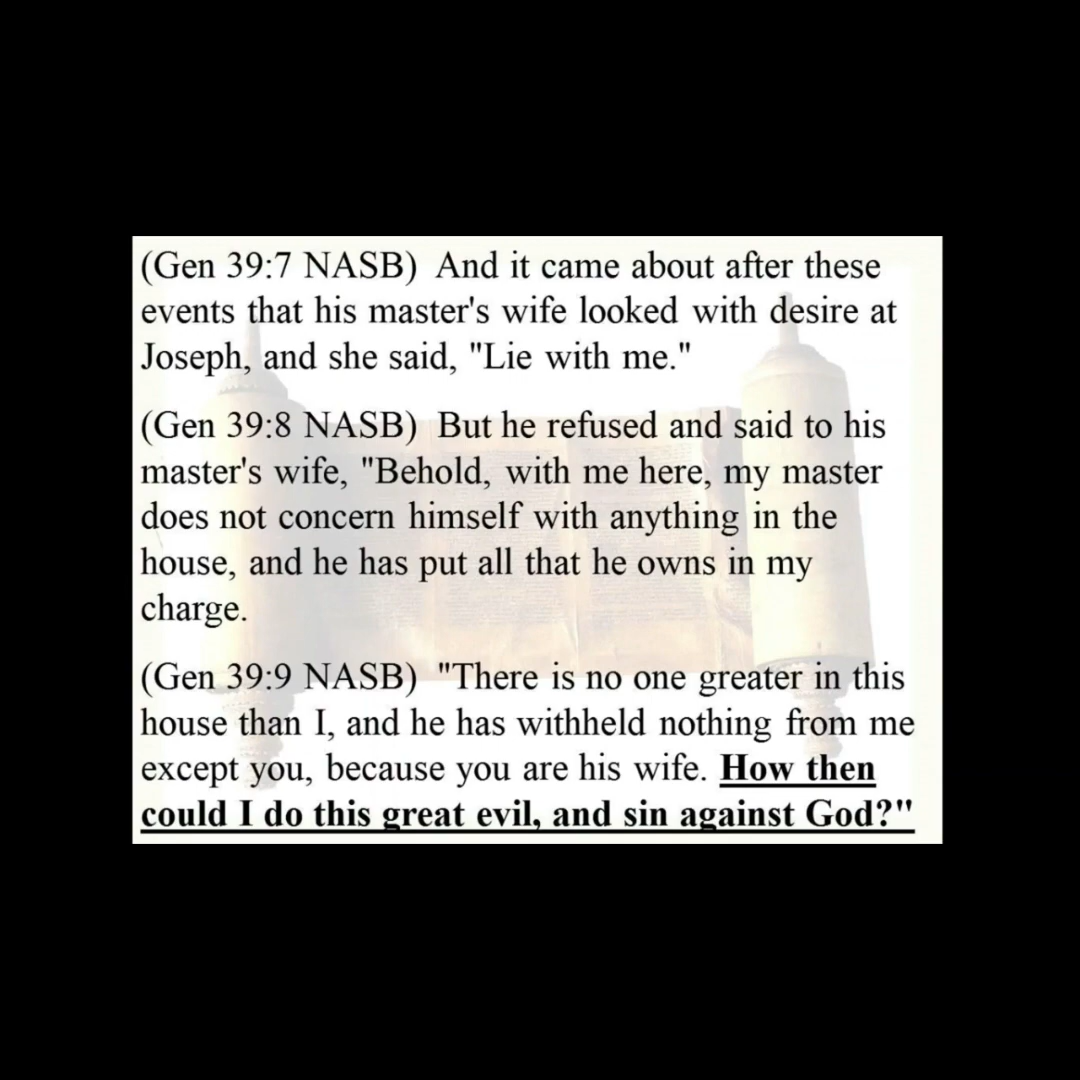 (Gen 39:7 NASB)  And it came about after these
events that his master's wife looked with desire at
Joseph, and she said, "Lie with me."
(Gen 39:8 NASB)  But he refused and said to his
master's wife, "Behold, with me here, my master
does not concern himself with anything in the
house, and he has put all that he owns in my
charge.
(Gen 39:9 NASB)  "There is no one greater in this
house than I, and he has withheld nothing from me
except you, because you are his wife. How then
could I do this great evil, and sin against God?"